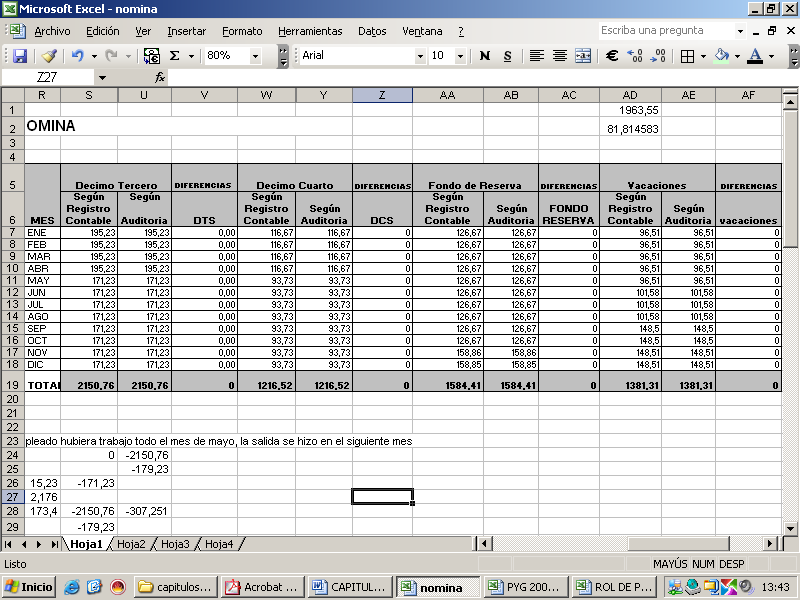 Microsoft Excel - nomina
Archivo Edición Ver Insertar Formato Herramientas Datos Ventana ? Escriba una pregunta
80% Arial 10 N S €
Z27 fx
R S U V W Y Z AA AB AC AD AE AF
1 1963,55
2 OMINA 81,814583
3
4
5 Decimo Tercero DIFERENCIAS Decimo Cuarto DIFERENCIAS Fondo de Reserva DIFERENCIAS Vacaciones DIFERENCIAS
6 MES Según Registro Contable Según Auditoria DTS Según Registro Contable Según Auditoria DCS Según Registro Contable Según Auditoria FONDO RESERVA Según Registro Contable Según Auditoria vacaciones
7 ENE 195,23 195,23 0,00 116,67 116,67 0 126,67 126,67 0 96,51 96,51 0
8 FEB 195,23 195,23 0,00 116,67 116,67 0 126,67 126,67 0 96,51 96,51 0
9 MAR 195,23 195,23 0,00 116,67 116,67 0 126,67 126,67 0 96,51 96,51 0
10 ABR 195,23 195,23 0,00 116,67 116,67 0 126,67 126,67 0 96,51 96,51 0
11 MAY 171,23 171,23 0,00 93,73 93,73 0 126,67 126,67 0 96,51 96,51 0
12 JUN 171,23 171,23 0,00 93,73 93,73 0 126,67 126,67 0 101,58 101,58 0
13 JUL 171,23 171,23 0,00 93,73 93,73 0 126,67 126,67 0 101,58 101,58 0
14 AGO 171,23 171,23 0,00 93,73 93,73 0 126,67 126,67 0 101,58 101,58 0
15 SEP 171,23 171,23 0,00 93,73 93,73 0 126,67 126,67 0 148,5 148,5 0
16 OCT 171,23 171,23 0,00 93,73 93,73 0 126,67 126,67 0 148,5 148,5 0
17 NOV 171,23 171,23 0,00 93,73 93,73 0 158,86 158,86 0 148,51 148,51 0
18 DIC 171,23 171,23 0,00 93,73 93,73 0 158,85 158,85 0 148,51 148,51 0
19 TOTAL 2150,76 2150,76 0 1216,52 1216,52 0 1584,41 1584,41 0 1381,31 1381,31 0
20
21
22
23 pleado hubiera trabajo todo el mes de mayo, la salida se hizo en el siguiente mes
24 0 -2150,76
25 -179,23
26 15,23 -171,23
27 2,176
28 173,4 -2150,76 -307,251
29 -179,23
Hoja1 Hoja2 Hoja3 Hoja4
Listo MAYÚS NUM DESP
Inicio capitulos... Acrobat ... CAPITUL... nomina PYG 200... ROL DE P... 13:43